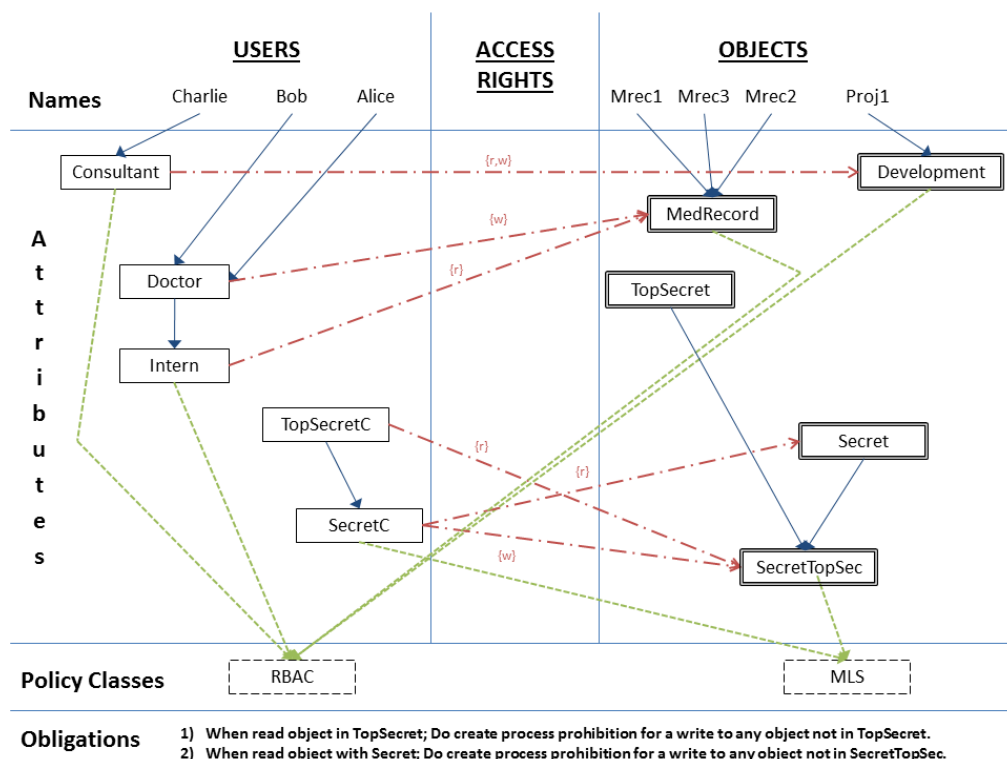 USERS
ACCESS
RIGHTS
OBJECTS
Names
Charlie
Bob
Alice
Mrec1
Mrec3
Mrec2
Proj1
Attributes
Consultant
{r,w}
Development
MedRecord
{w}
Doctor
{r}
TopSecret
Intern
TopSecretC
{r}
Secret
{r}
SecretC
{w}
SecretTopSec
Policy Classes
RBAC
MLS
Obligations
1) When read object in TopSecret; Do create process prohibition for a write to any object not in TopSecret.
2) When read object with Secret; Do create process prohibition for a write to any object not in SecretTopSec.